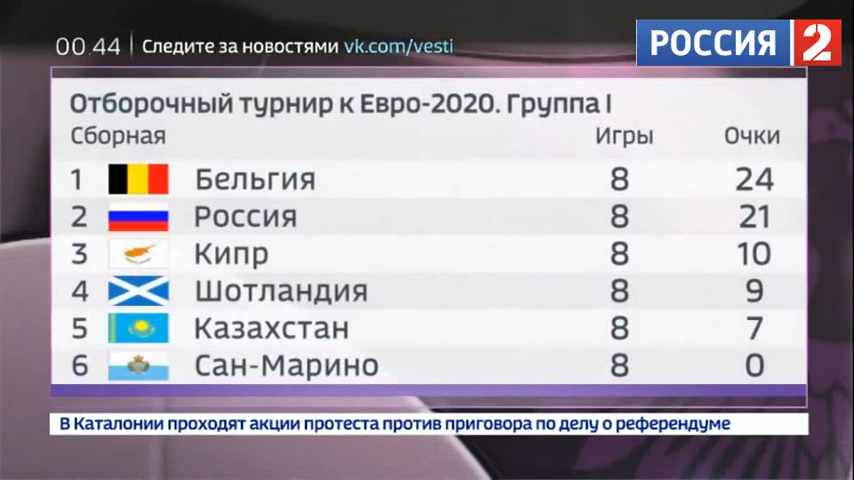 00.44 Следите за новостями vk.com/vesti
РОССИЯ 2
Отборочный турнир к Евро-2020. Группа I
Сборная Игры Очки
1 Бельгия 8 24
2 Россия 8 21
3 Кипр 8 10
4 Шотландия 8 9
5 Казахстан 8 7
6 Сан-Марино 8 0
В Каталонии проходят акции протеста против приговора по делу о референдуме